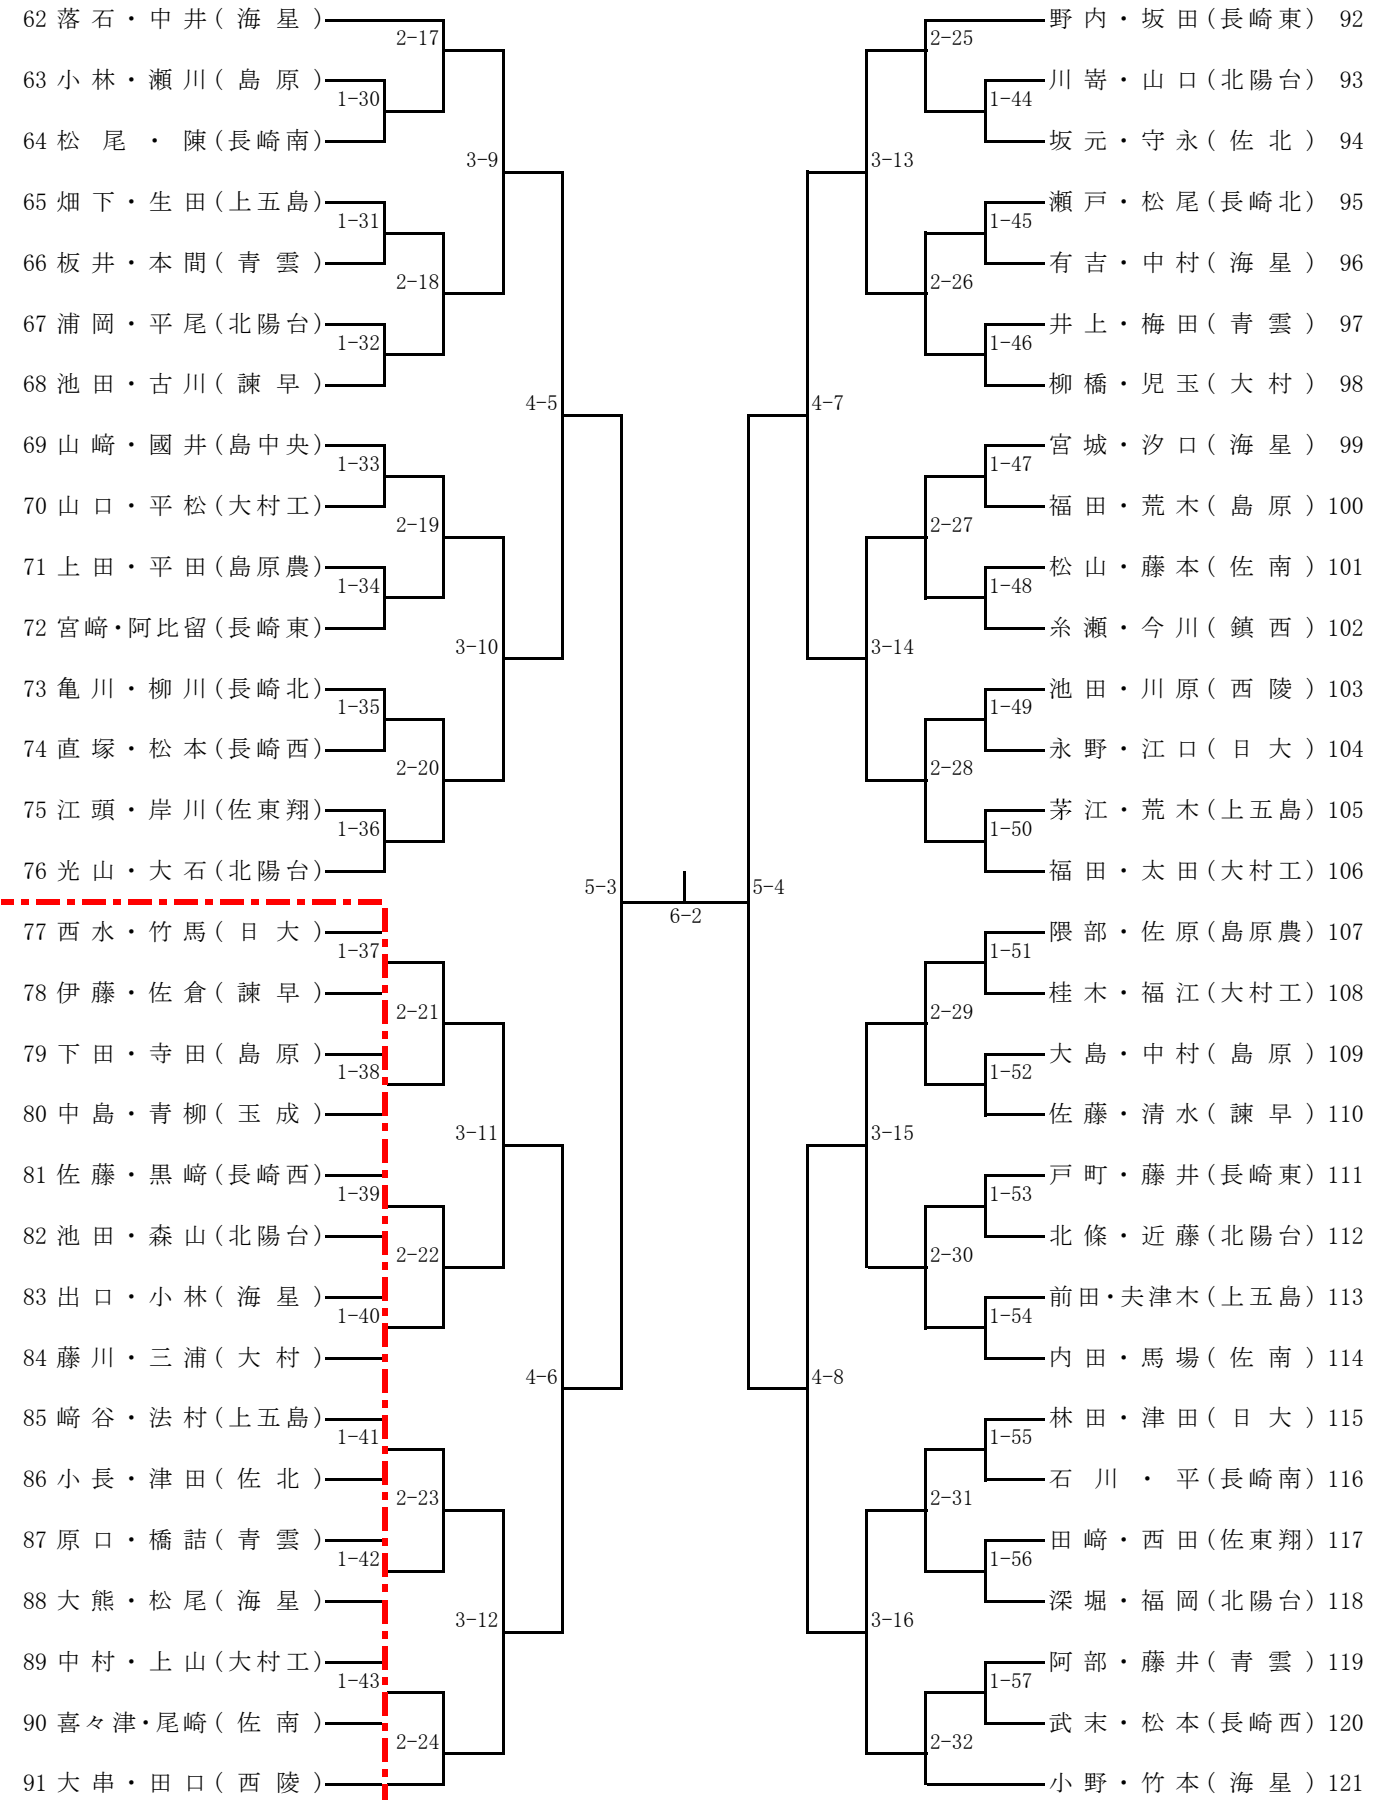 62 落石・中井(海星)
2-17
63 小林・瀬川(島原)
1-30
64 松尾・陳(長崎南)
3-9
65 畑下・生田(上五島)
1-31
66 板井・本間(青雲)
2-18
67 浦岡・平尾(北陽台)
1-32
68 池田・古川(諫早)
4-5
69 山﨑・國井(島中央)
1-33
70 山口・平松(大村工)
2-19
71 上田・平田(島原農)
1-34
72 宮﨑・阿比留(長崎東)
3-10
73 亀川・柳川(長崎北)
1-35
74 直塚・松本(長崎西)
2-20
75 江頭・岸川(佐東翔)
1-36
76 光山・大石(北陽台)
5-3
77 西水・竹馬(日大)
1-37
78 伊藤・佐倉(諫早)
2-21
79 下田・寺田(島原)
1-38
80 中島・青柳(玉成)
3-11
81 佐藤・黒﨑(長崎西)
1-39
82 池田・森山(北陽台)
2-22
83 出口・小林(海星)
1-40
84 藤川・三浦(大村)
4-6
85 﨑谷・法村(上五島)
1-41
86 小長・津田(佐北)
2-23
87 原口・橋詰(青雲)
1-42
88 大熊・松尾(海星)
3-12
89 中村・上山(大村工)
1-43
90 喜々津・尾崎(佐南)
2-24
91 大串・田口(西陵)
6-2
野内・坂田(長崎東) 92
2-25
川嵜・山口(北陽台) 93
1-44
坂元・守永(佐北) 94
3-13
瀬戸・松尾(長崎北) 95
1-45
有吉・中村(海星) 96
2-26
井上・梅田(青雲) 97
1-46
柳橋・児玉(大村) 98
4-7
宮城・汐口(海星) 99
1-47
福田・荒木(島原) 100
2-27
松山・藤本(佐南) 101
1-48
糸瀬・今川(鎮西) 102
3-14
池田・川原(西陵) 103
1-49
永野・江口(日大) 104
2-28
茅江・荒木(上五島) 105
1-50
福田・太田(大村工) 106
5-4
隈部・佐原(島原農) 107
1-51
桂木・福江(大村工) 108
2-29
大島・中村(島原) 109
1-52
佐藤・清水(諫早) 110
3-15
戸町・藤井(長崎東) 111
1-53
北條・近藤(北陽台) 112
2-30
前田・夫津木(上五島) 113
1-54
内田・馬場(佐南) 114
4-8
林田・津田(日大) 115
1-55
石川・平(長崎南) 116
2-31
田﨑・西田(佐東翔) 117
1-56
深堀・福岡(北陽台) 118
3-16
阿部・藤井(青雲) 119
1-57
武末・松本(長崎西) 120
2-32
小野・竹本(海星) 121